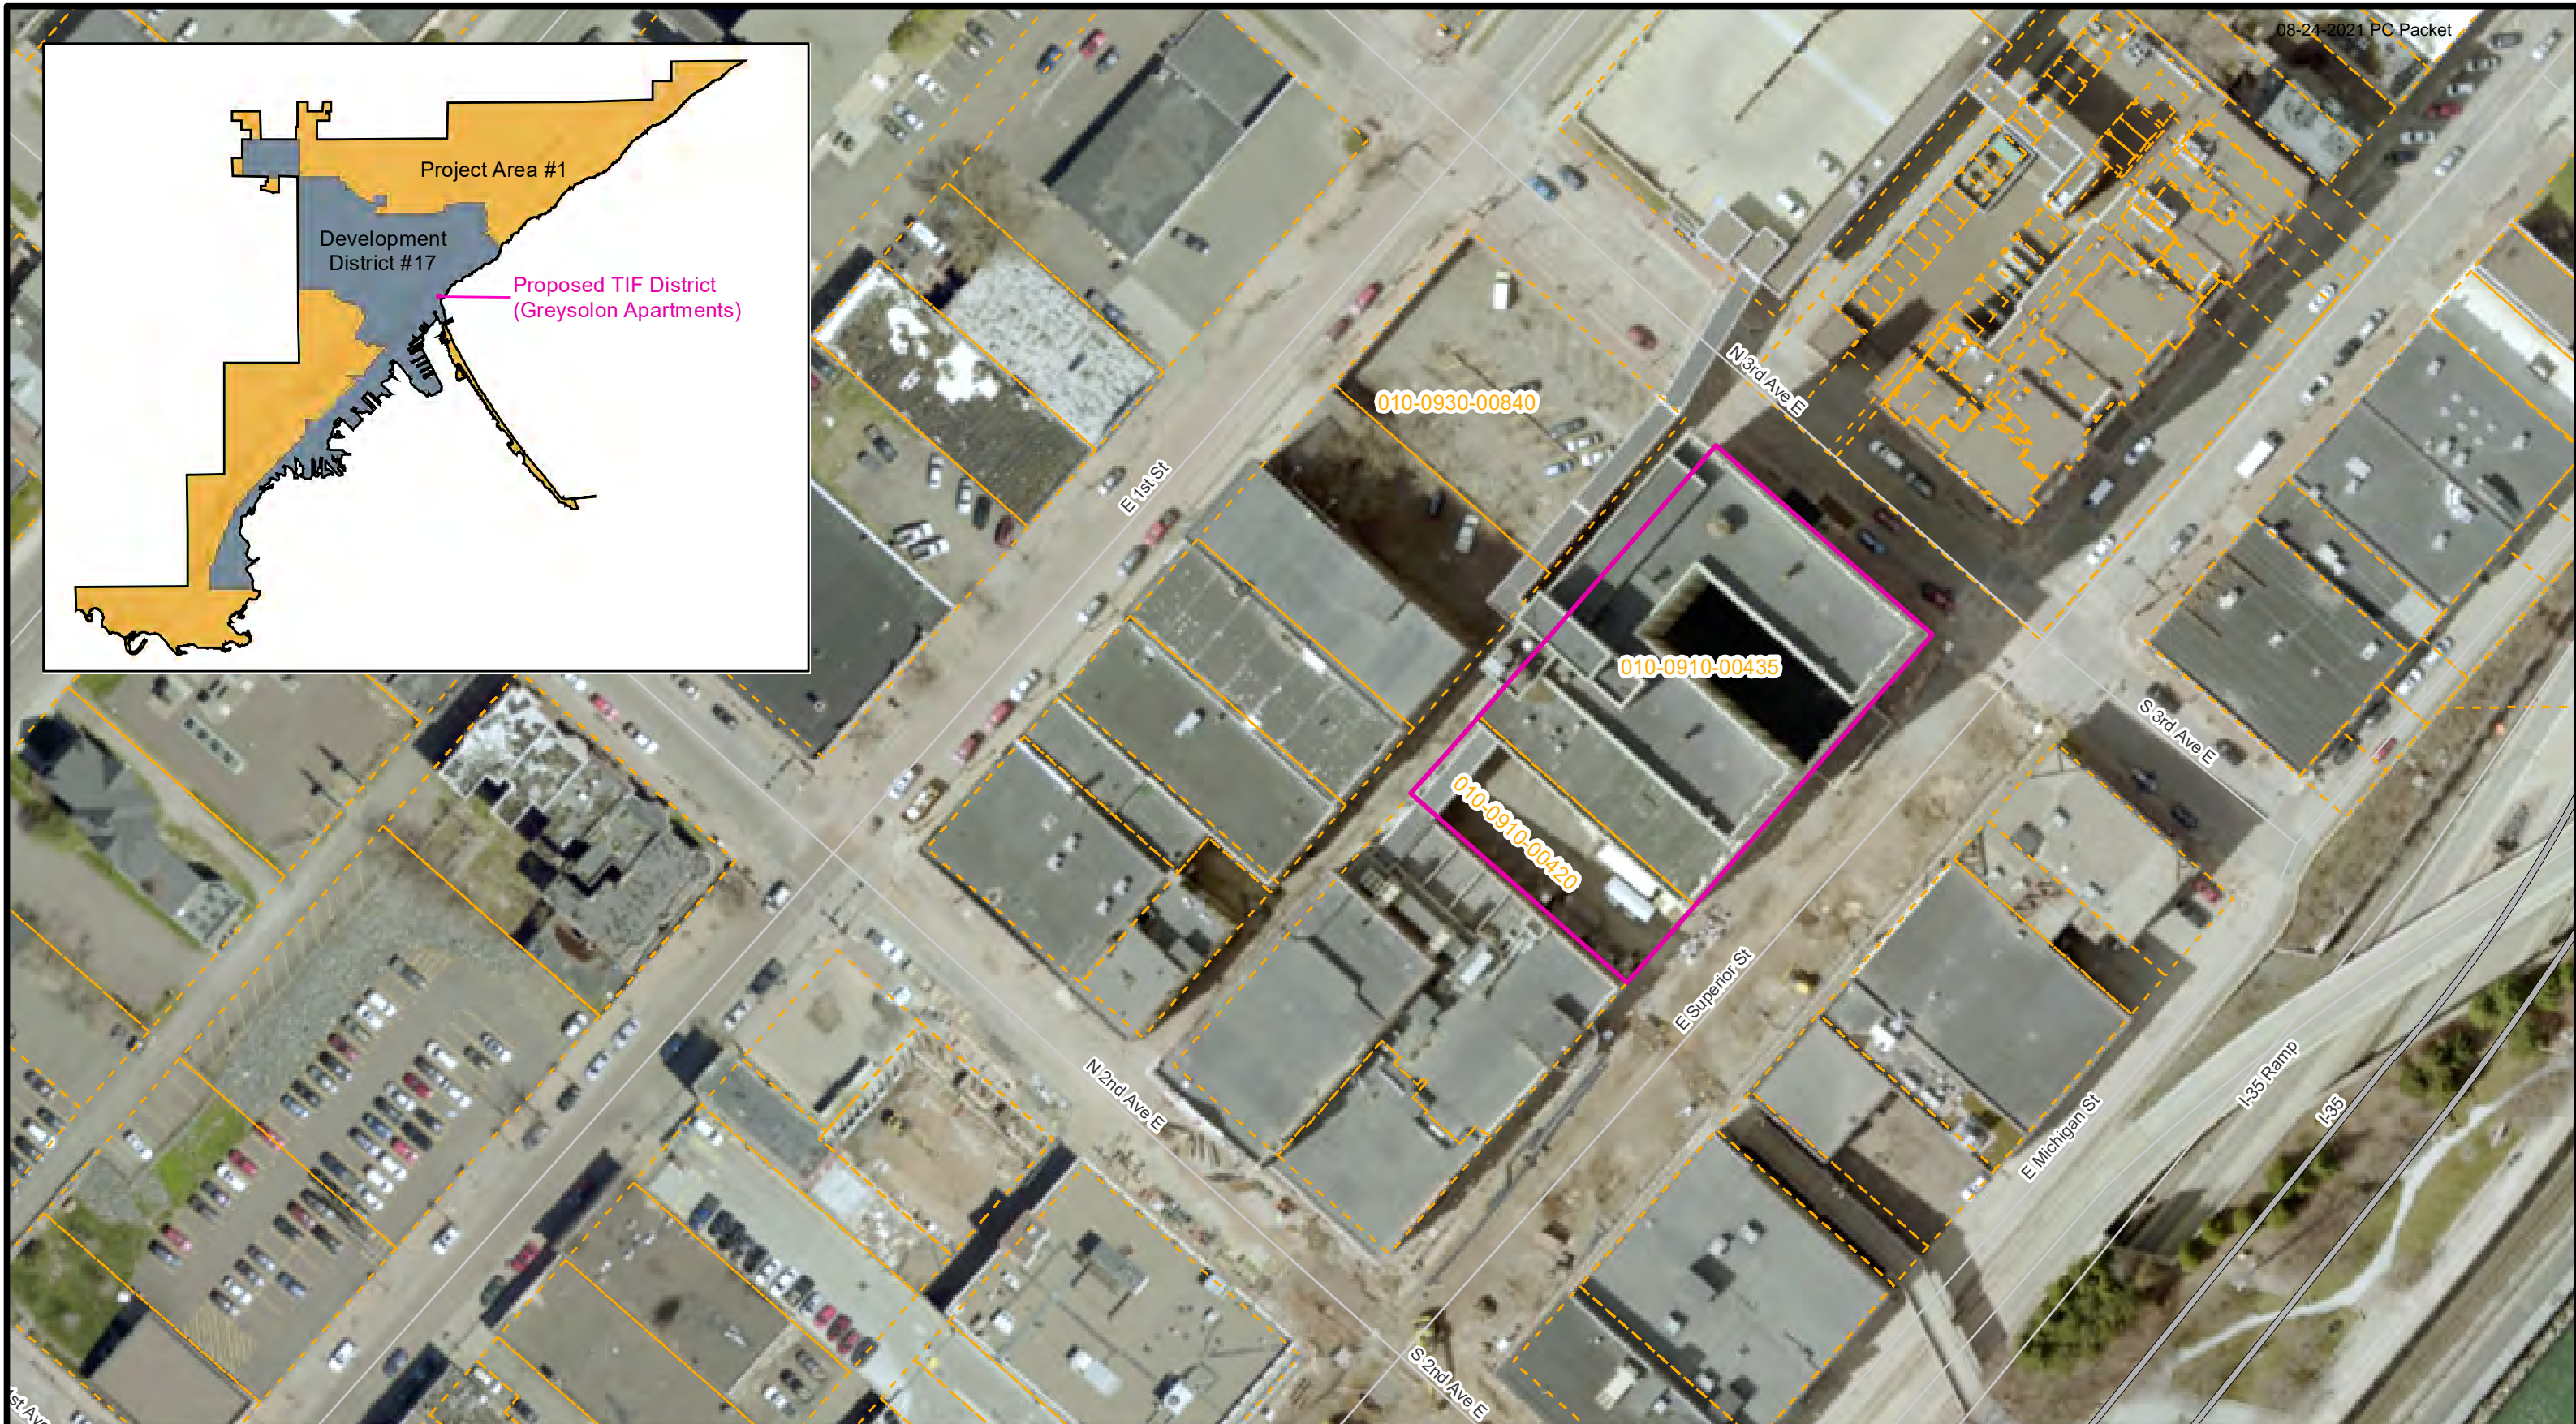 08-24-2021 PC Packet
Project Area #1
Development
District #17
Proposed TIF District
(Greysolon Apartments)
N 3rd Ave E
010-0930-00840
E 1st St
010-0910-00435
S 3rd Ave E
010-0910-00420
E Superior St
I-35 Ramp
I-35
E Michigan St
N 2nd Ave E
S 2nd Ave E
1st Ave